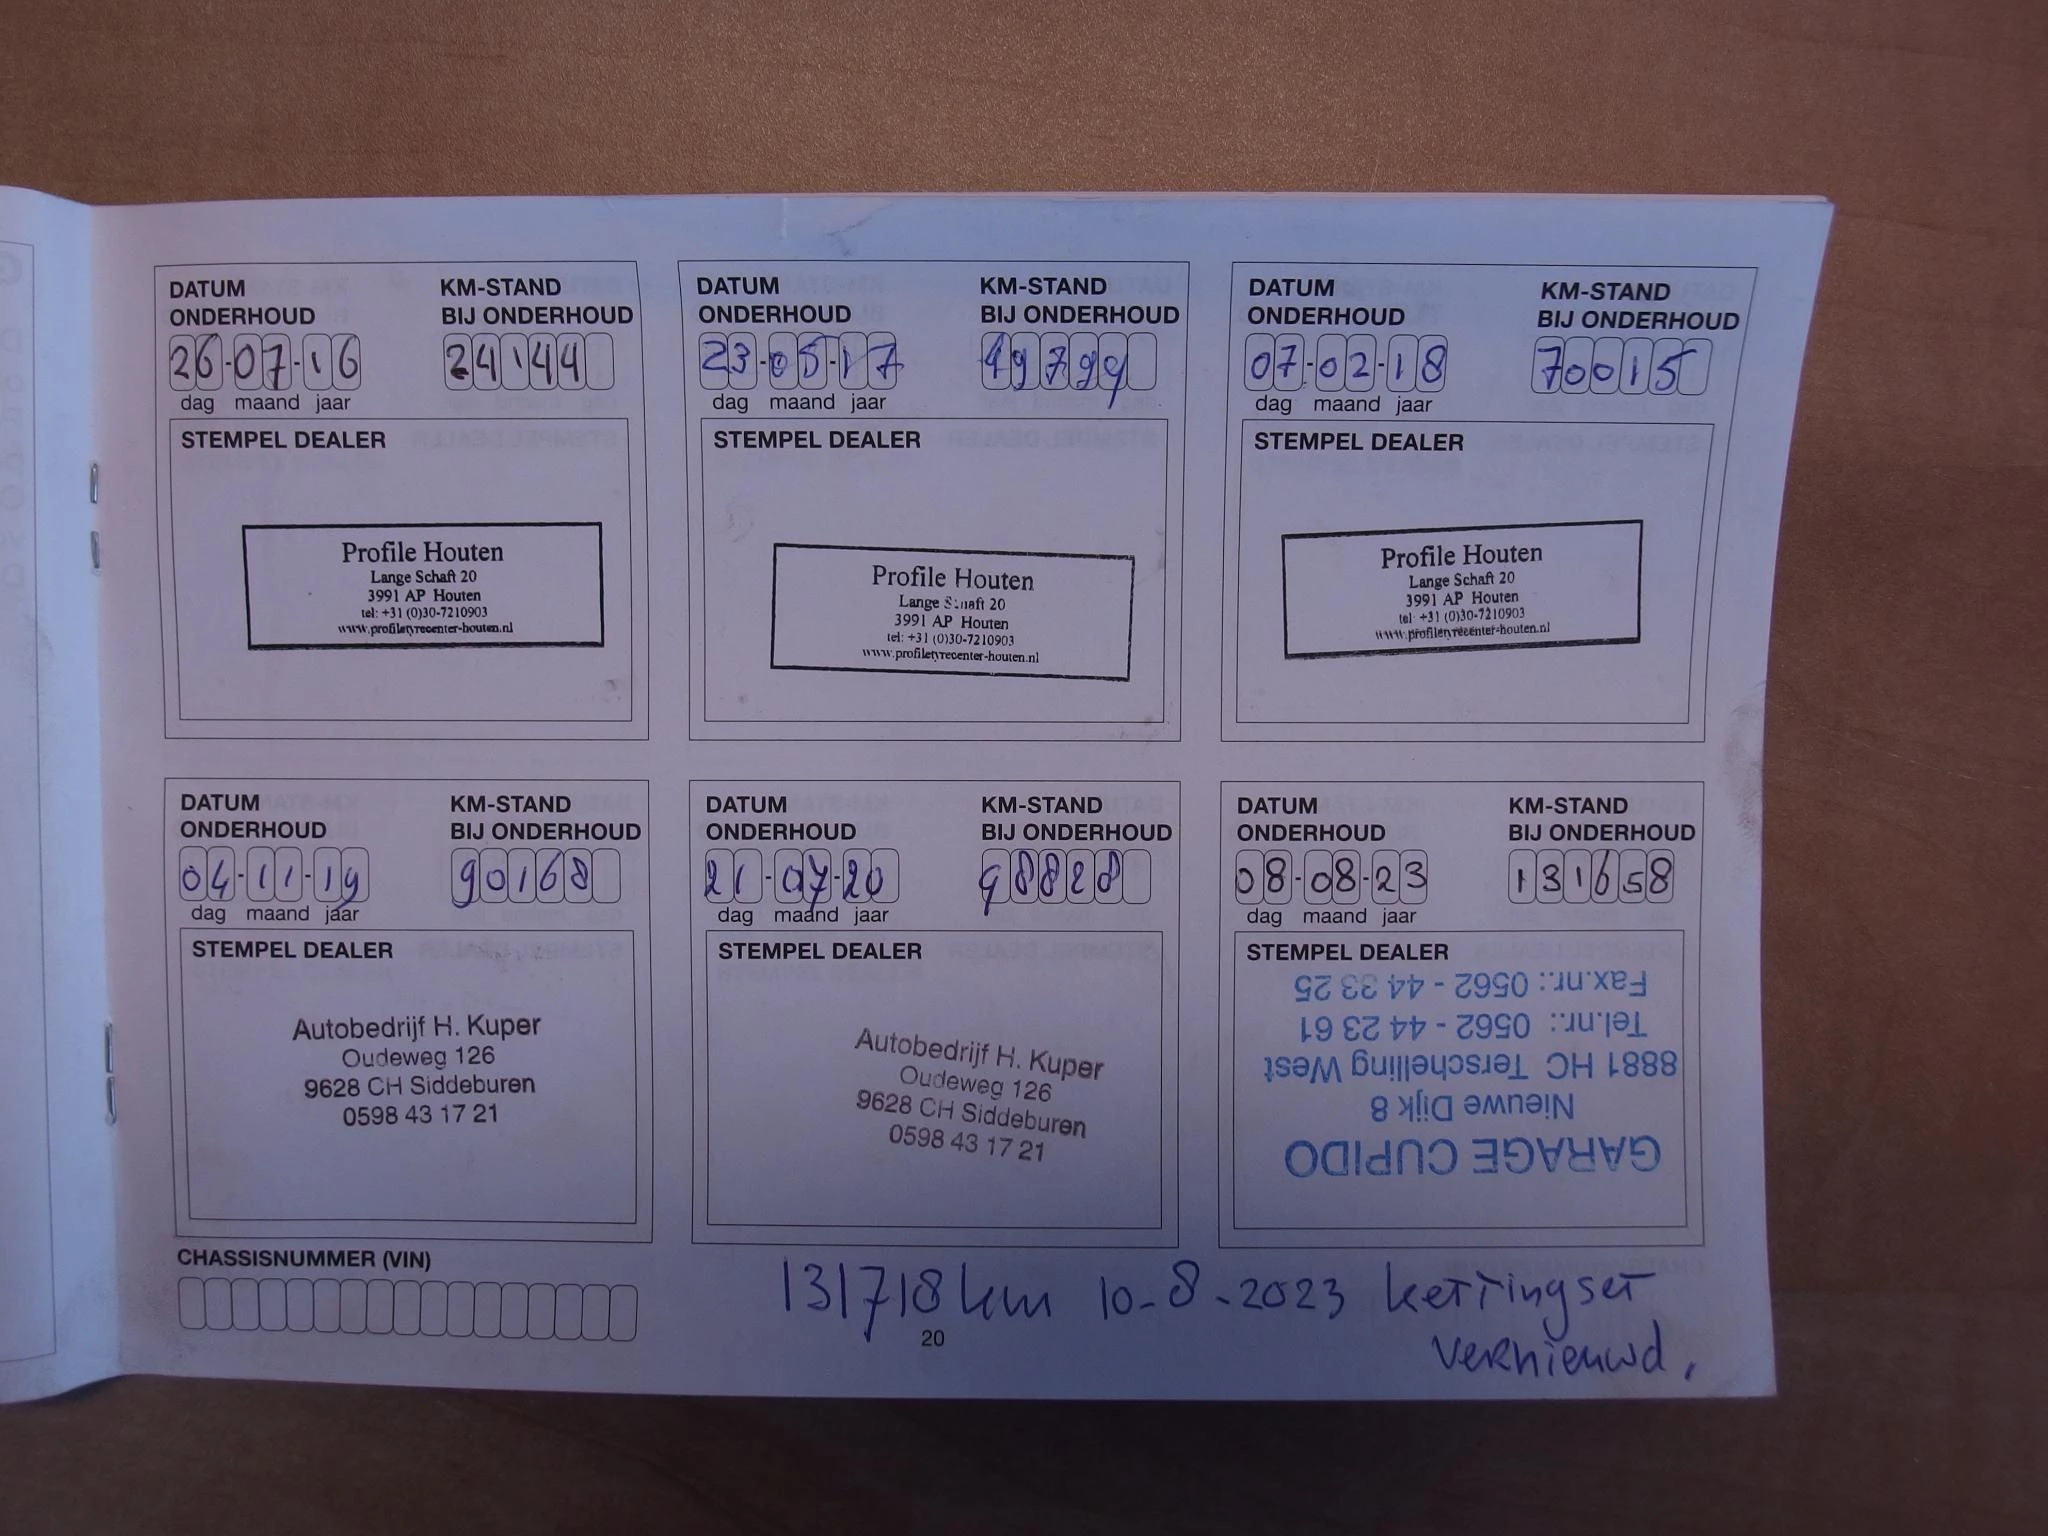 DATUM
ONDERHOUD
KM-STAND
BIJ ONDERHOUD
26-07-16
24144
dag maand jaar
STEMPEL DEALER
Profile Houten
Lange Schaft 20
3991 AP Houten
tel: +31 (0)30-7210903
www.profiletyrecenter-houten.nl
DATUM
ONDERHOUD
KM-STAND
BIJ ONDERHOUD
23-05-17
49799
dag maand jaar
STEMPEL DEALER
Profile Houten
Lange Schaft 20
3991 AP Houten
tel: +31 (0)30-7210903
www.profiletyrecenter-houten.nl
DATUM
ONDERHOUD
KM-STAND
BIJ ONDERHOUD
07-02-18
70015
dag maand jaar
STEMPEL DEALER
Profile Houten
Lange Schaft 20
3991 AP Houten
tel: +31 (0)30-7210903
www.profiletyrecenter-houten.nl
DATUM
ONDERHOUD
KM-STAND
BIJ ONDERHOUD
04-11-19
90168
dag maand jaar
STEMPEL DEALER
Autobedrijf H. Kuper
Oudeweg 126
9628 CH Siddeburen
0598 43 17 21
DATUM
ONDERHOUD
KM-STAND
BIJ ONDERHOUD
21-07-20
98828
dag maand jaar
STEMPEL DEALER
Autobedrijf H. Kuper
Oudeweg 126
9628 CH Siddeburen
0598 43 17 21
DATUM
ONDERHOUD
KM-STAND
BIJ ONDERHOUD
08-08-23
131658
dag maand jaar
STEMPEL DEALER
GARAGE CUPIDO
Nieuwe Dijk 8
8881 HC Terschelling West
Tel.nr.: 0562 - 44 23 61
Fax.nr.: 0562 - 44 33 25
CHASSISNUMMER (VIN)
131718 km 10-8-2023 kettingset
vernieuwd.
20